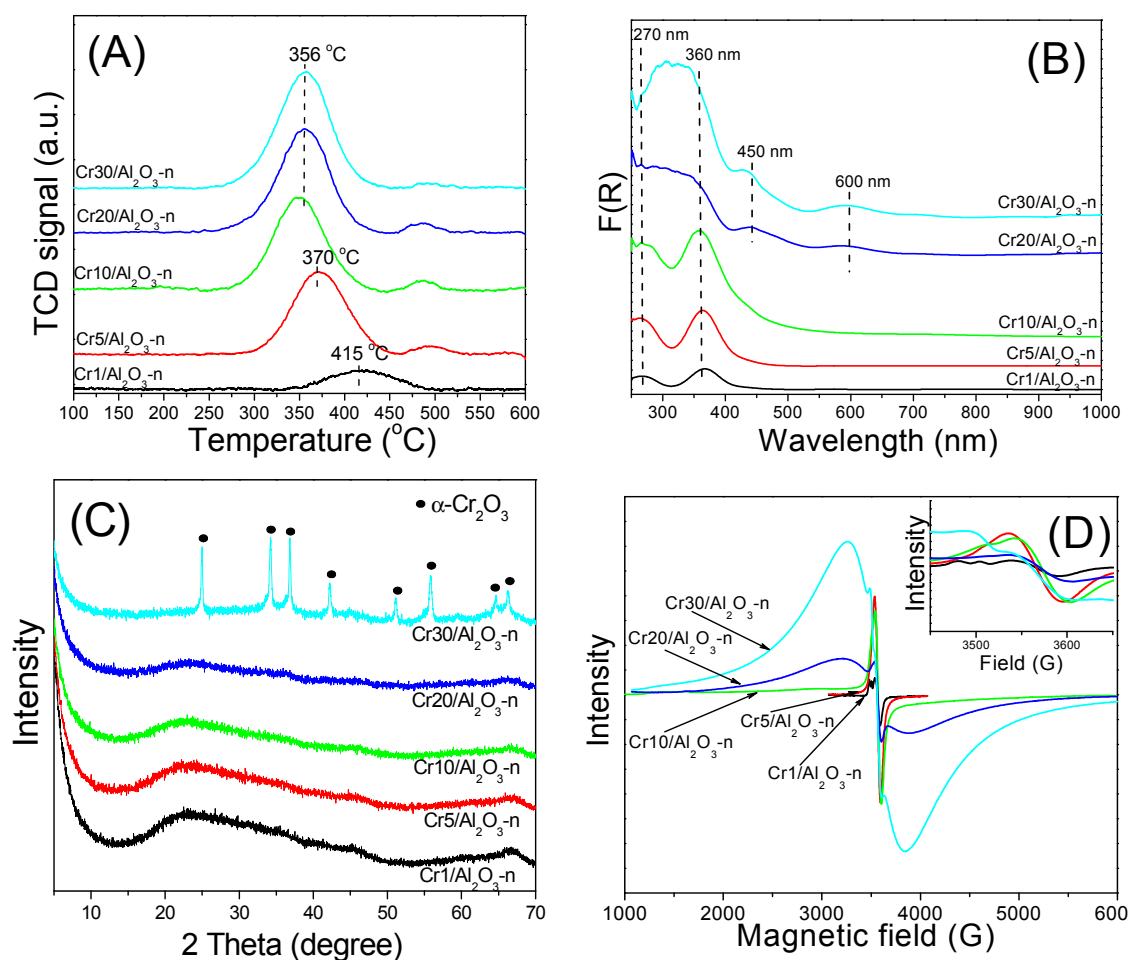 (A)
356 °C
370 °C
415 °C
Cr30/Al2O3-n
Cr20/Al2O3-n
Cr10/Al2O3-n
Cr5/Al2O3-n
Cr1/Al2O3-n
TCD signal (a.u.)
100 150 200 250 300 350 400 450 500 550 600
Temperature (°C)
(B)
270 nm
360 nm
450 nm
600 nm
Cr30/Al2O3-n
Cr20/Al2O3-n
Cr10/Al2O3-n
Cr5/Al2O3-n
Cr1/Al2O3-n
F(R)
300 400 500 600 700 800 900 1000
Wavelength (nm)
(C)
α-Cr2O3
Cr30/Al2O3-n
Cr20/Al2O3-n
Cr10/Al2O3-n
Cr5/Al2O3-n
Cr1/Al2O3-n
Intensity
10 20 30 40 50 60 70
2 Theta (degree)
(D)
Intensity
3500 3600
Field (G)
Cr30/Al2O3-n
Cr20/Al2O3-n
Cr5/Al2O3-n
Cr10/Al2O3-n
Cr1/Al2O3-n
Intensity
1000 2000 3000 4000 5000 600
Magnetic field (G)